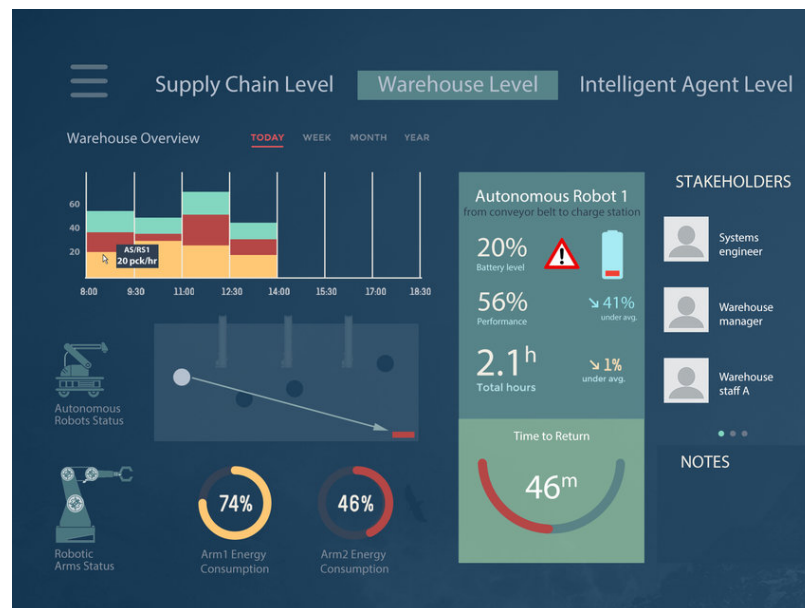 Supply Chain Level
Warehouse Level
Intelligent Agent Level
Warehouse Overview
TODAY
WEEK
MONTH
YEAR
60
40
20
AS/RS1
20 pck/hr
8:00
9:30
11:00
12:30
14:00
15:30
17:00
18:30
Autonomous
Robots Status
Robotic
Arms Status
74%
Arm1 Energy
Consumption
46%
Arm2 Energy
Consumption
Autonomous Robot 1
from conveyor belt to charge station
20%
Battery level
56%
Performance
41%
under avg.
2.1h
Total hours
1%
under avg.
Time to Return
46m
STAKEHOLDERS
Systems
engineer
Warehouse
manager
Warehouse
staff A
NOTES